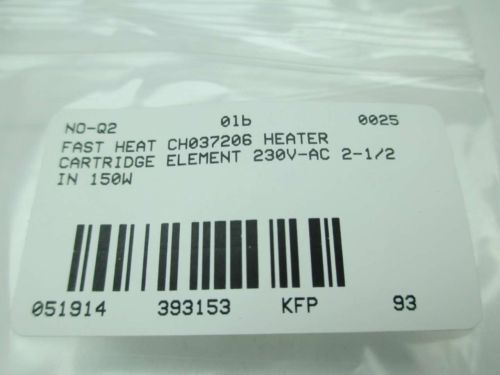 NO-Q2 01b 0025
FAST HEAT CH037206 HEATER
CARTRIDGE ELEMENT 230V-AC 2-1/2
IN 150W
051914 393153 KFP 93